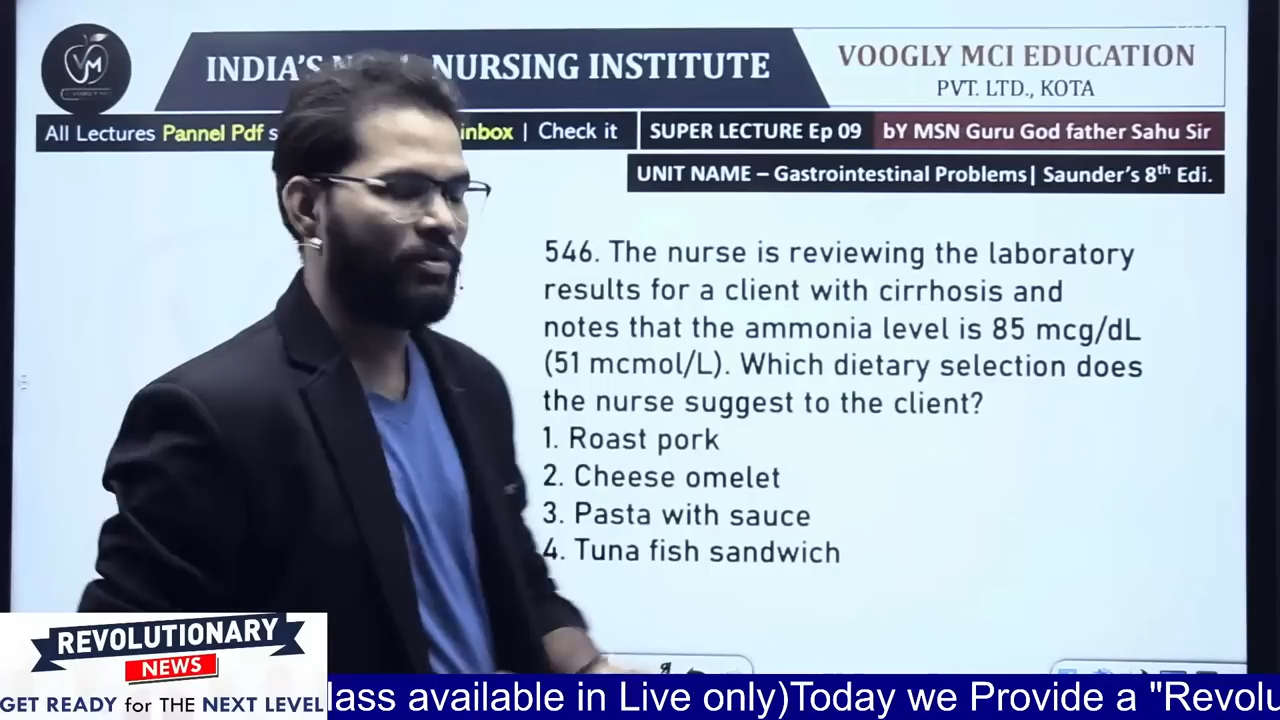 INDIA'S NURSING INSTITUTE
VOOGLY MCI EDUCATION
PVT. LTD., KOTA
VM
All Lectures Pannel Pdf s inbox | Check it
SUPER LECTURE Ep 09
bY MSN Guru God father Sahu Sir
UNIT NAME – Gastrointestinal Problems| Saunder's 8th Edi.
546. The nurse is reviewing the laboratory
results for a client with cirrhosis and
notes that the ammonia level is 85 mcg/dL
(51 mcmol/L). Which dietary selection does
the nurse suggest to the client?
1. Roast pork
2. Cheese omelet
3. Pasta with sauce
4. Tuna fish sandwich
REVOLUTIONARY
NEWS
GET READY for THE NEXT LEVEL
lass available in Live only)Today we Provide a "Revolu